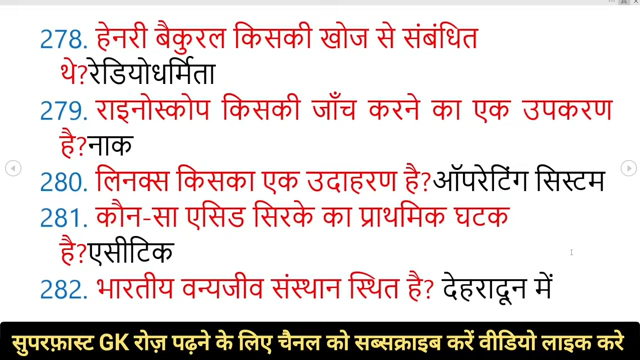 278. हेनरी बैकुरल किसकी खोज से संबंधित
थे?रेडियोधर्मिता
279. राइनोस्कोप किसकी जाँच करने का एक उपकरण
है?नाक
280. लिनक्स किसका एक उदाहरण है?ऑपरेटिंग सिस्टम
281. कौन-सा एसिड सिरके का प्राथमिक घटक
है?एसीटिक
282. भारतीय वन्यजीव संस्थान स्थित है? देहरादून में
सुपरफ़ास्ट GK रोज़ पढ़ने के लिए चैनल को सब्सक्राइब करें वीडियो लाइक करे